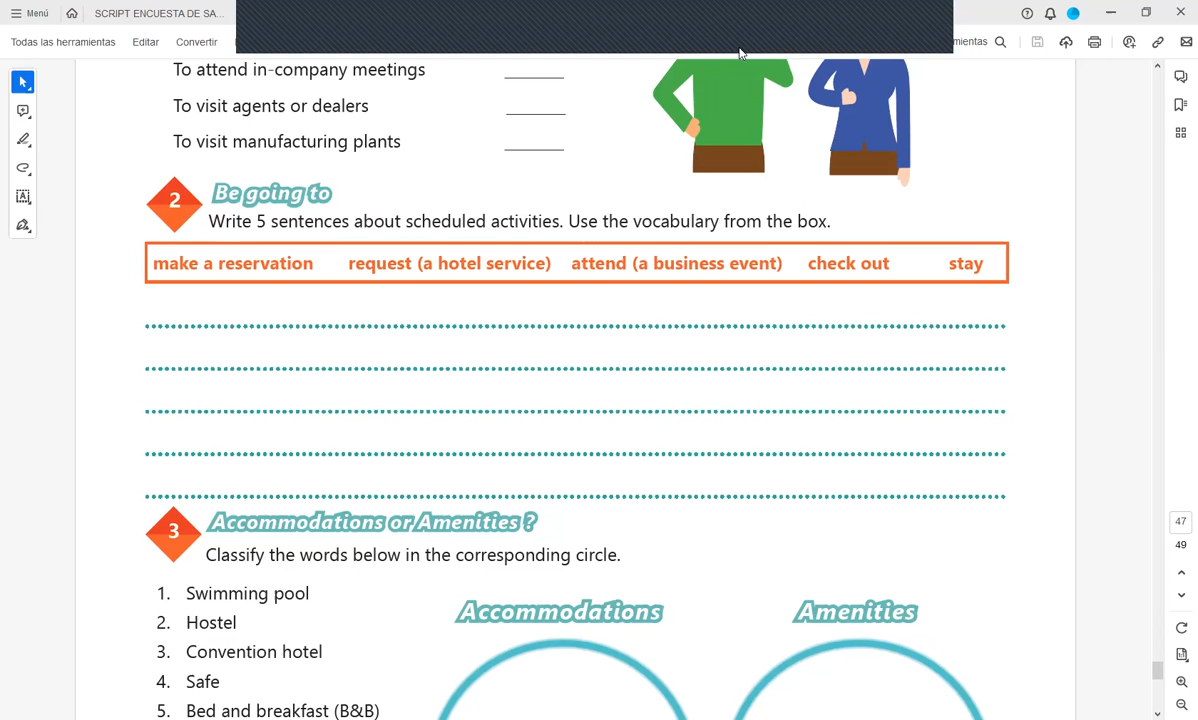 Menú
SCRIPT ENCUESTA DE SA...
Todas las herramientas
Editar
Convertir
mientas
To attend in-company meetings
To visit agents or dealers
To visit manufacturing plants
2
Be going to
Write 5 sentences about scheduled activities. Use the vocabulary from the box.
make a reservation request (a hotel service) attend (a business event) check out stay
3
Accommodations or Amenities ?
Classify the words below in the corresponding circle.
1. Swimming pool
2. Hostel
3. Convention hotel
4. Safe
5. Bed and breakfast (B&B)
Accommodations
Amenities
47
49